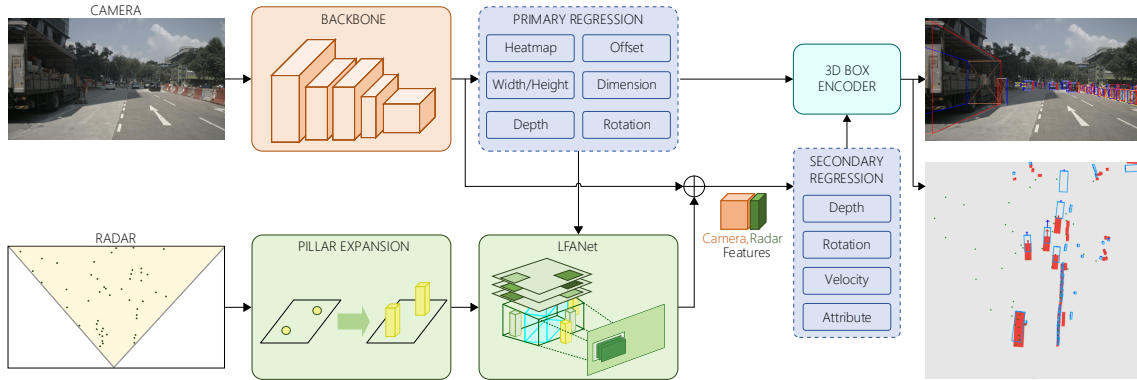 CAMERA
BACKBONE
PRIMARY REGRESSION
Heatmap
Offset
Width/Height
Dimension
Depth
Rotation
3D BOX
ENCODER
SECONDARY
REGRESSION
Depth
Rotation
Velocity
Attribute
RADAR
PILLAR EXPANSION
LFANet
Camera,Radar
Features